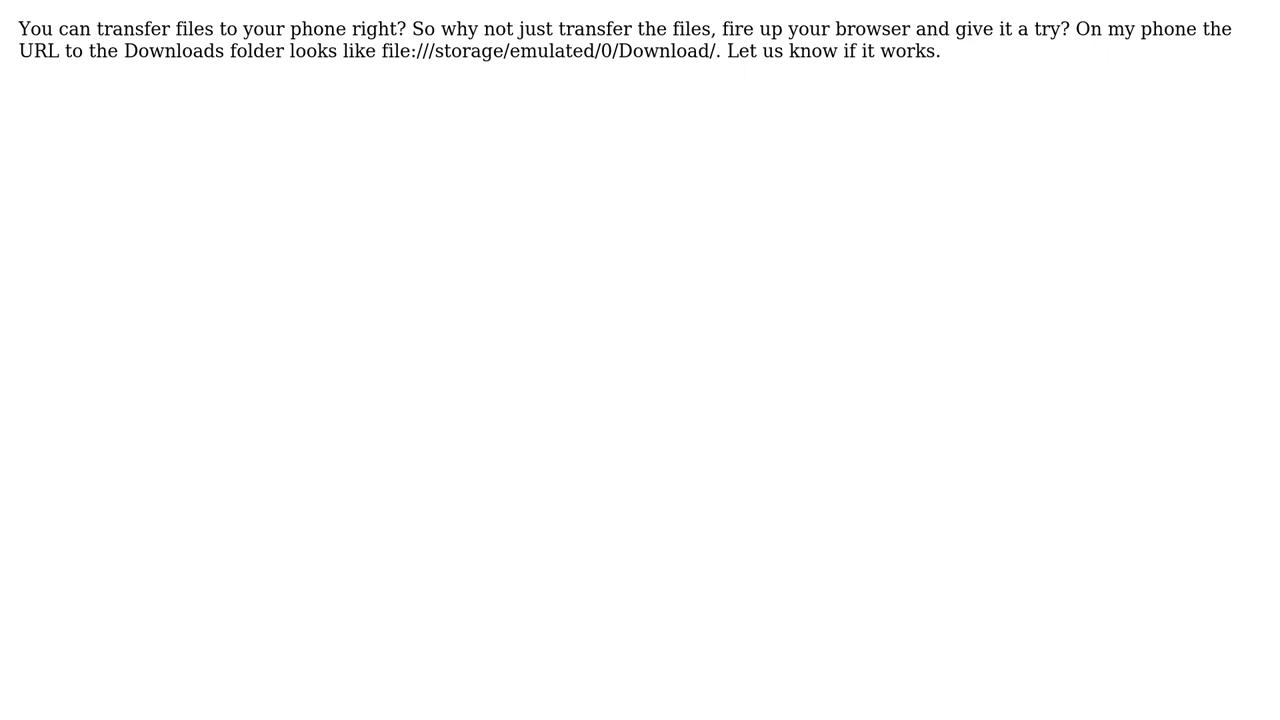 You can transfer files to your phone right? So why not just transfer the files, fire up your browser and give it a try? On my phone the
URL to the Downloads folder looks like file:///storage/emulated/0/Download/. Let us know if it works.